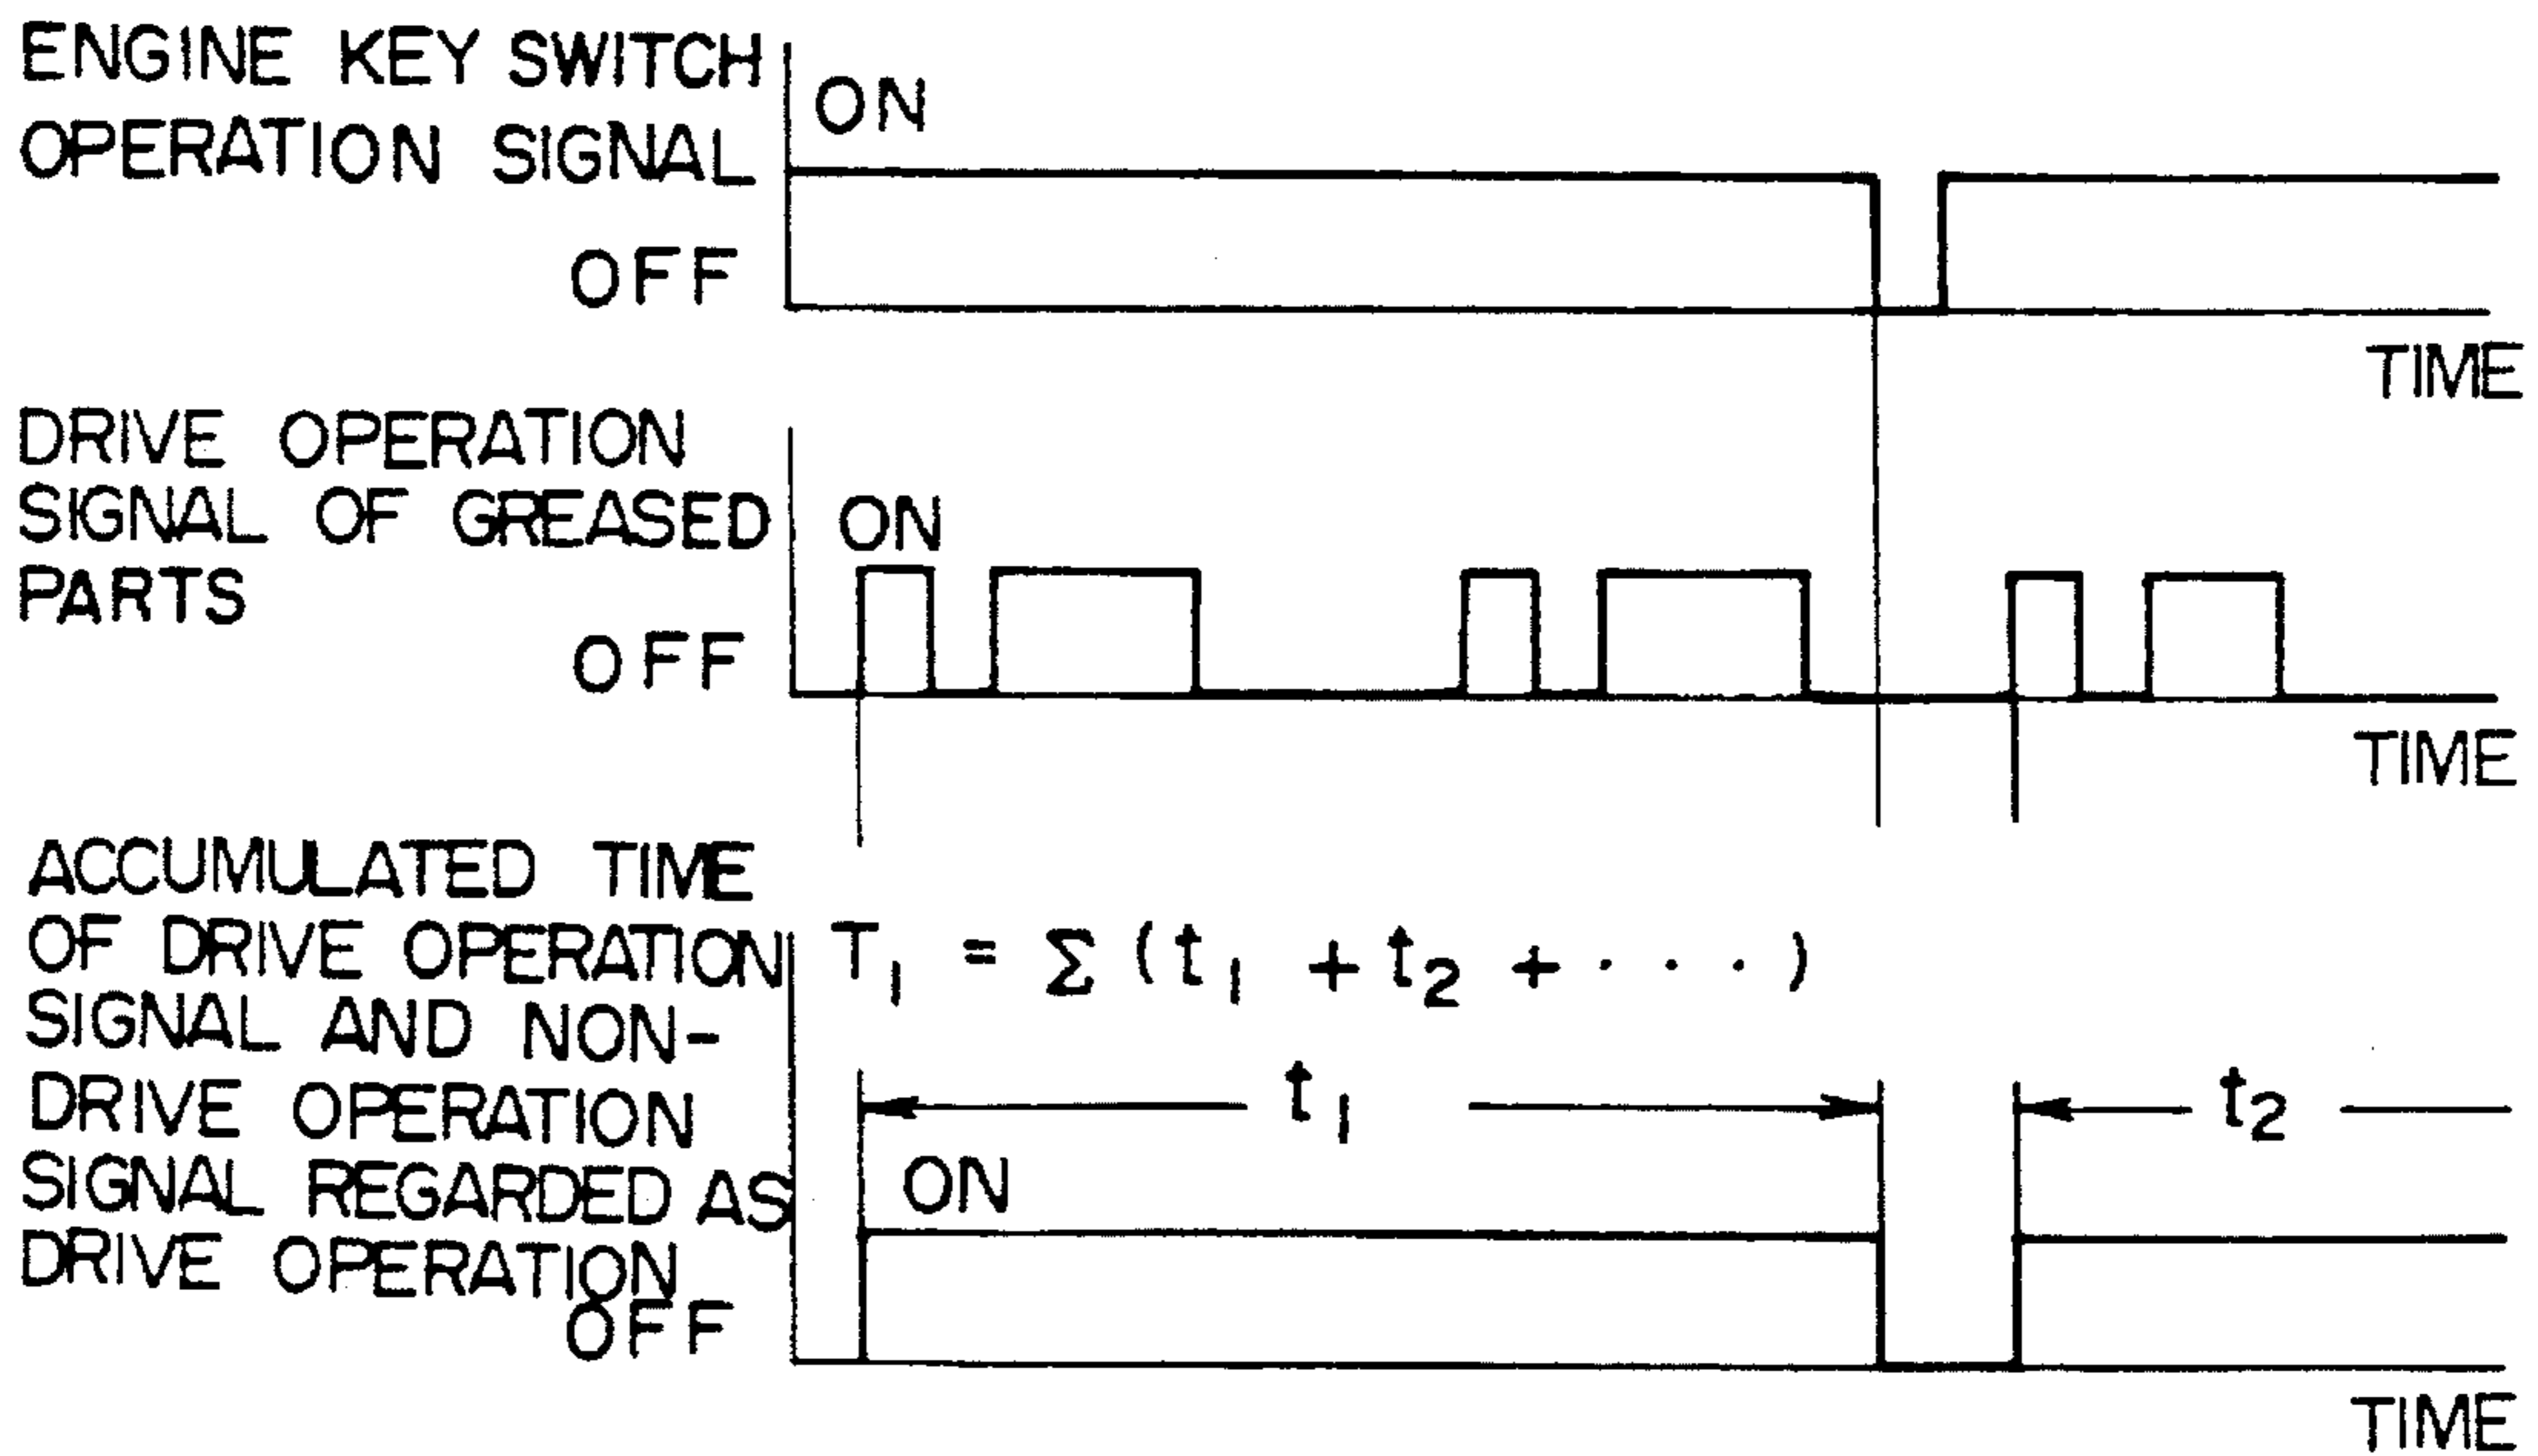 ENGINE KEY SWITCH
OPERATION SIGNAL
ON
OFF
TIME
DRIVE OPERATION
SIGNAL OF GREASED
PARTS
ON
OFF
TIME
ACCUMULATED TIME
OF DRIVE OPERATION
SIGNAL AND NON-
DRIVE OPERATION
SIGNAL REGARDED AS
DRIVE OPERATION
T₁ = Σ (t₁ + t₂ + · · · )
t₁
t₂
ON
OFF
TIME